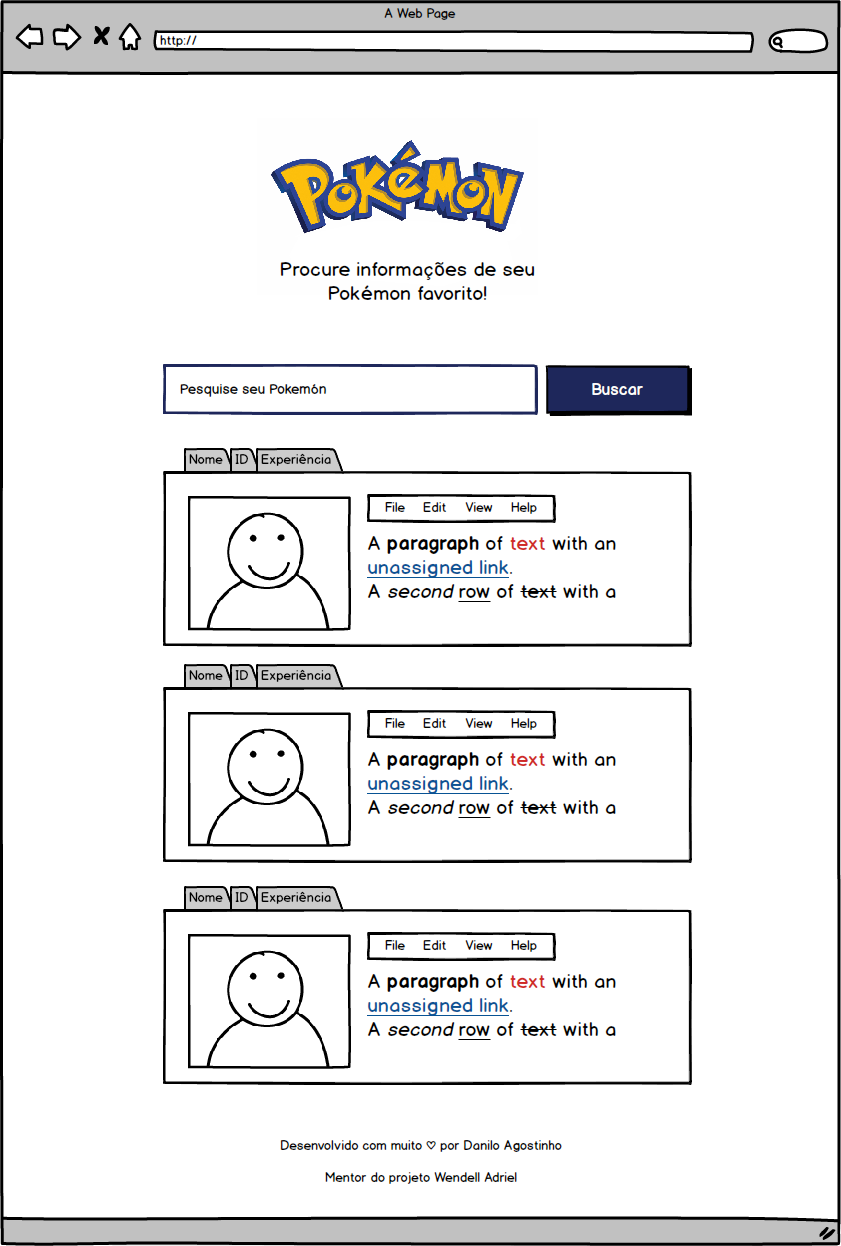 A Web Page
http://
POKéMON
Procure informações de seu
Pokémon favorito!
Pesquise seu Pokemón
Buscar
Nome ID Experiência
File Edit View Help
A paragraph of text with an
unassigned link.
A second row of text with a
Nome ID Experiência
File Edit View Help
A paragraph of text with an
unassigned link.
A second row of text with a
Nome ID Experiência
File Edit View Help
A paragraph of text with an
unassigned link.
A second row of text with a
Desenvolvido com muito ♡ por Danilo Agostinho
Mentor do projeto Wendell Adriel